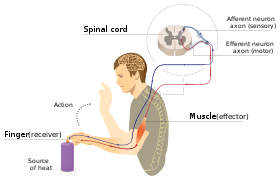 Afferent neuron
axon (sensory)
Spinal cord
Efferent neuron
axon (motor)
Action
Muscle(effector)
Finger(receiver)
Source
of heat